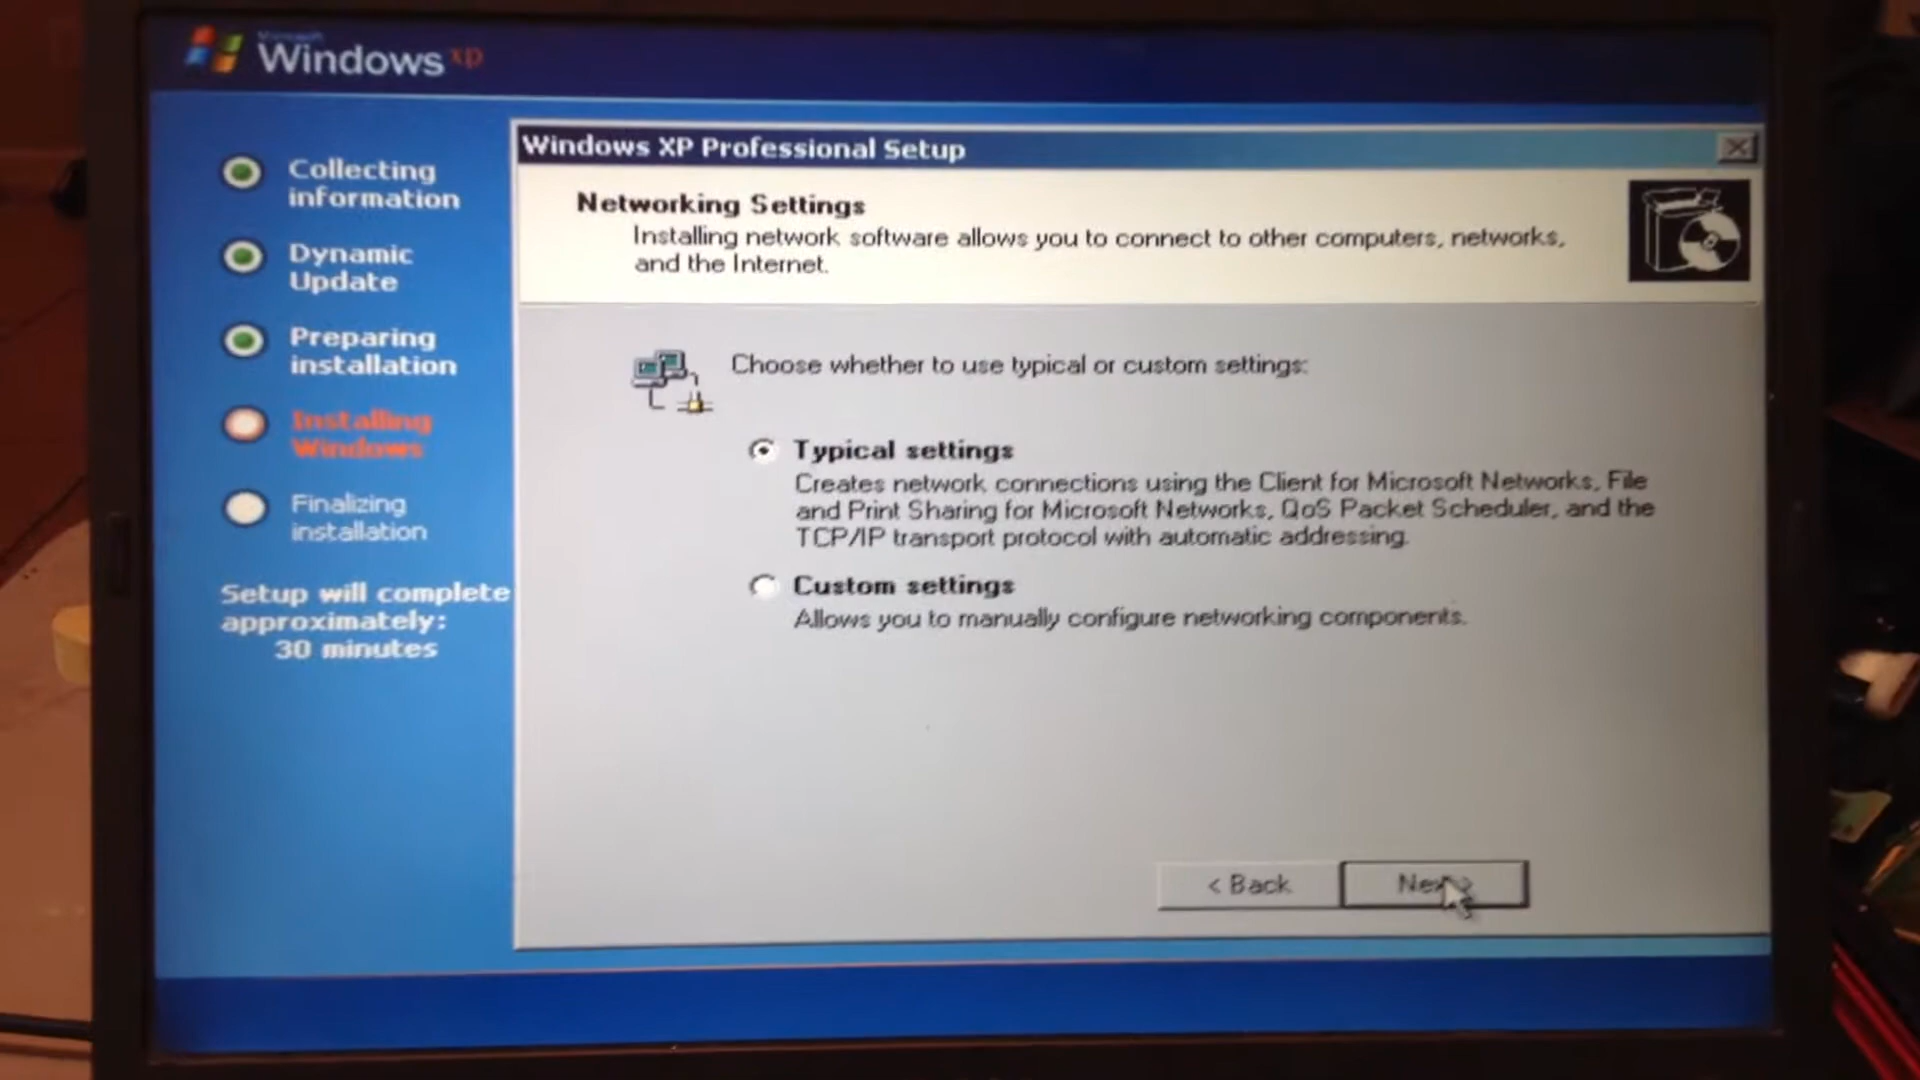 Microsoft
Windows xp
Collecting
information
Dynamic
Update
Preparing
installation
Installing
Windows
Finalizing
installation
Setup will complete
approximately:
30 minutes
Windows XP Professional Setup
Networking Settings
Installing network software allows you to connect to other computers, networks,
and the Internet.
Choose whether to use typical or custom settings:
Typical settings
Creates network connections using the Client for Microsoft Networks, File
and Print Sharing for Microsoft Networks, QoS Packet Scheduler, and the
TCP/IP transport protocol with automatic addressing.
Custom settings
Allows you to manually configure networking components.
< Back
Next >